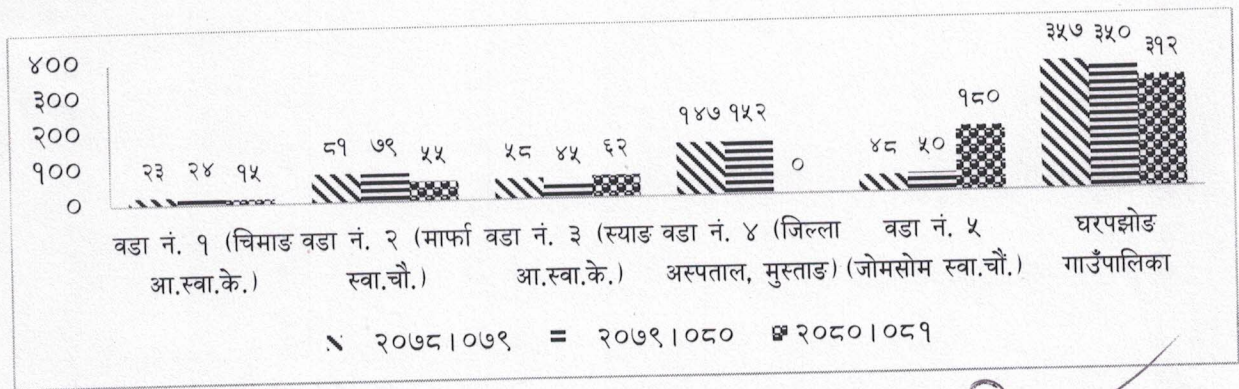 ४००
३००
२००
१००
०
२३ २४ १५
८१ ७९ ५५
५८ ४५ ६२
१४७ १५२ ०
४८ ५० १८०
३५७ ३५० ३१२
वडा नं. १ (चिमाङ आ.स्वा.के.)
वडा नं. २ (मार्फा स्वा.चौ.)
वडा नं. ३ (स्याङ आ.स्वा.के.)
वडा नं. ४ (जिल्ला अस्पताल, मुस्ताङ)
वडा नं. ५ (जोमसोम स्वा.चौं.)
घरपझोङ गाउँपालिका
२०७८।०७९ २०७९।०८० २०८०।०८१